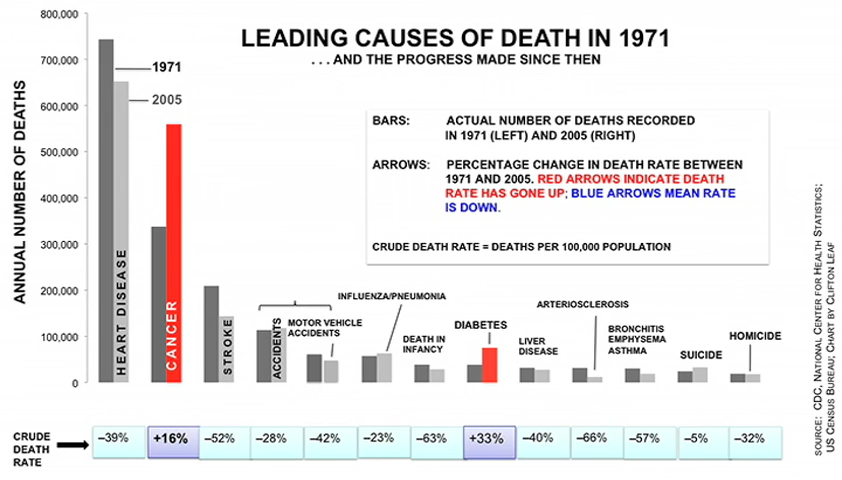 LEADING CAUSES OF DEATH IN 1971
. . . AND THE PROGRESS MADE SINCE THEN
ANNUAL NUMBER OF DEATHS
800,000
700,000
600,000
500,000
400,000
300,000
200,000
100,000
0
1971
2005
BARS: ACTUAL NUMBER OF DEATHS RECORDED
IN 1971 (LEFT) AND 2005 (RIGHT)
ARROWS: PERCENTAGE CHANGE IN DEATH RATE BETWEEN
1971 AND 2005. RED ARROWS INDICATE DEATH
RATE HAS GONE UP; BLUE ARROWS MEAN RATE
IS DOWN.
CRUDE DEATH RATE = DEATHS PER 100,000 POPULATION
HEART DISEASE
CANCER
STROKE
ACCIDENTS
MOTOR VEHICLE
ACCIDENTS
INFLUENZA/PNEUMONIA
DEATH IN
INFANCY
DIABETES
LIVER
DISEASE
ARTERIOSCLEROSIS
BRONCHITIS
EMPHYSEMA
ASTHMA
SUICIDE
HOMICIDE
CRUDE
DEATH
RATE
–39% +16% –52% –28% –42% –23% –63% +33% –40% –66% –57% –5% –32%
SOURCE: CDC, NATIONAL CENTER FOR HEALTH STATISTICS;
US CENSUS BUREAU; CHART BY CLIFTON LEAF